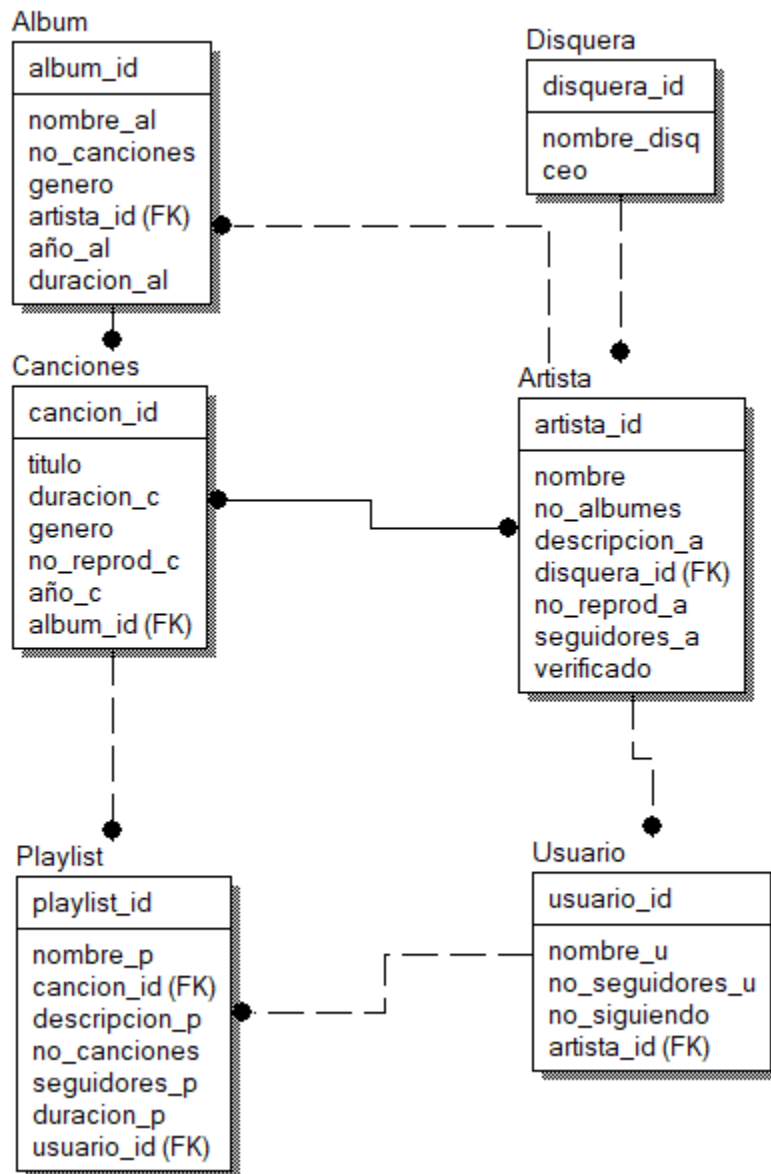 Album
album_id
nombre_al
no_canciones
genero
artista_id (FK)
año_al
duracion_al
Disquera
disquera_id
nombre_disq
ceo
Canciones
cancion_id
titulo
duracion_c
genero
no_reprod_c
año_c
album_id (FK)
Artista
artista_id
nombre
no_albumes
descripcion_a
disquera_id (FK)
no_reprod_a
seguidores_a
verificado
Playlist
playlist_id
nombre_p
cancion_id (FK)
descripcion_p
no_canciones
seguidores_p
duracion_p
usuario_id (FK)
Usuario
usuario_id
nombre_u
no_seguidores_u
no_siguiendo
artista_id (FK)